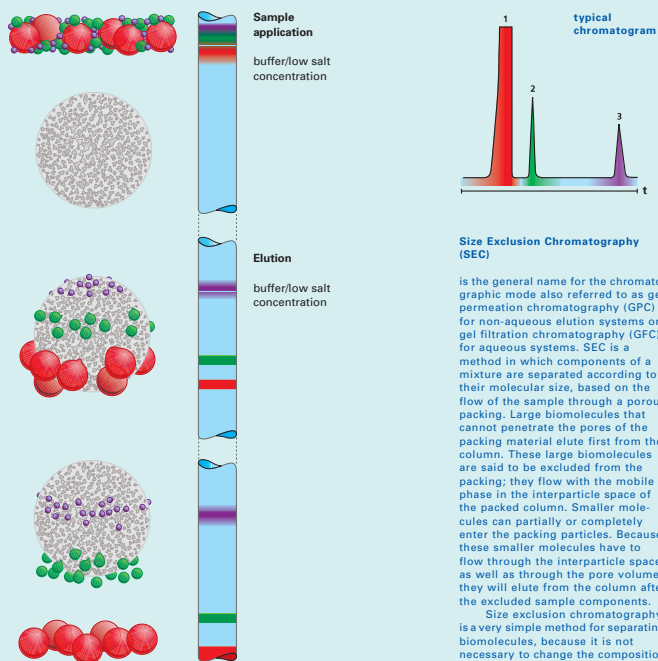 Sample
application
buffer/low salt
concentration
Elution
buffer/low salt
concentration
typical
chromatogram
1
2
3
t
Size Exclusion Chromatography
(SEC)
is the general name for the chromato
graphic mode also referred to as ge
permeation chromatography (GPC)
for non-aqueous elution systems or
gel filtration chromatography (GFC)
for aqueous systems. SEC is a
method in which components of a
mixture are separated according to
their molecular size, based on the
flow of the sample through a porou
packing. Large biomolecules that
cannot penetrate the pores of the
packing material elute first from the
column. These large biomolecules
are said to be excluded from the
packing; they flow with the mobile
phase in the interparticle space of
the packed column. Smaller mole-
cules can partially or completely
enter the packing particles. Because
these smaller molecules have to
flow through the interparticle space
as well as through the pore volume
they will elute from the column afte
the excluded sample components.
Size exclusion chromatography
is a very simple method for separatin
biomolecules, because it is not
necessary to change the compositio